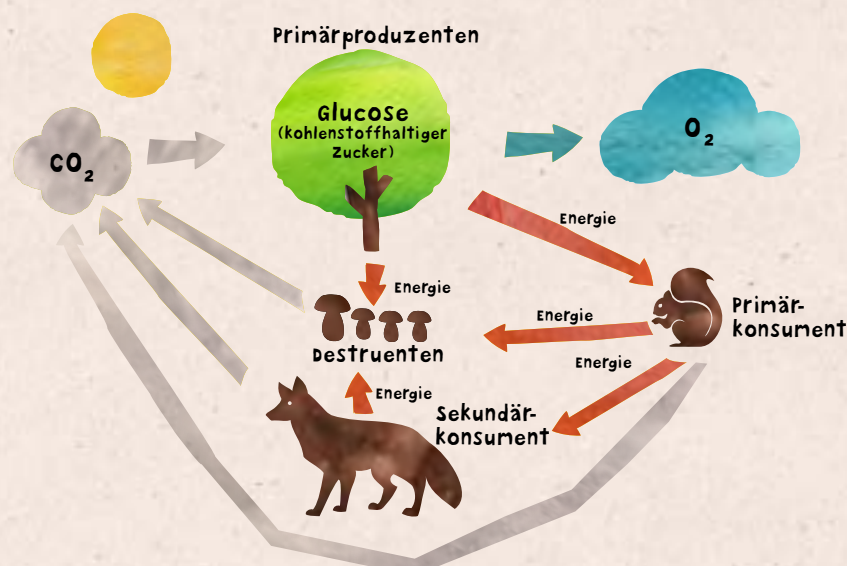 Primärproduzenten
Glucose
(kohlenstoffhaltiger
Zucker)
CO₂
O₂
Energie
Energie
Primär-
konsument
Energie
Destruenten
Energie
Energie
Sekundär-
konsument